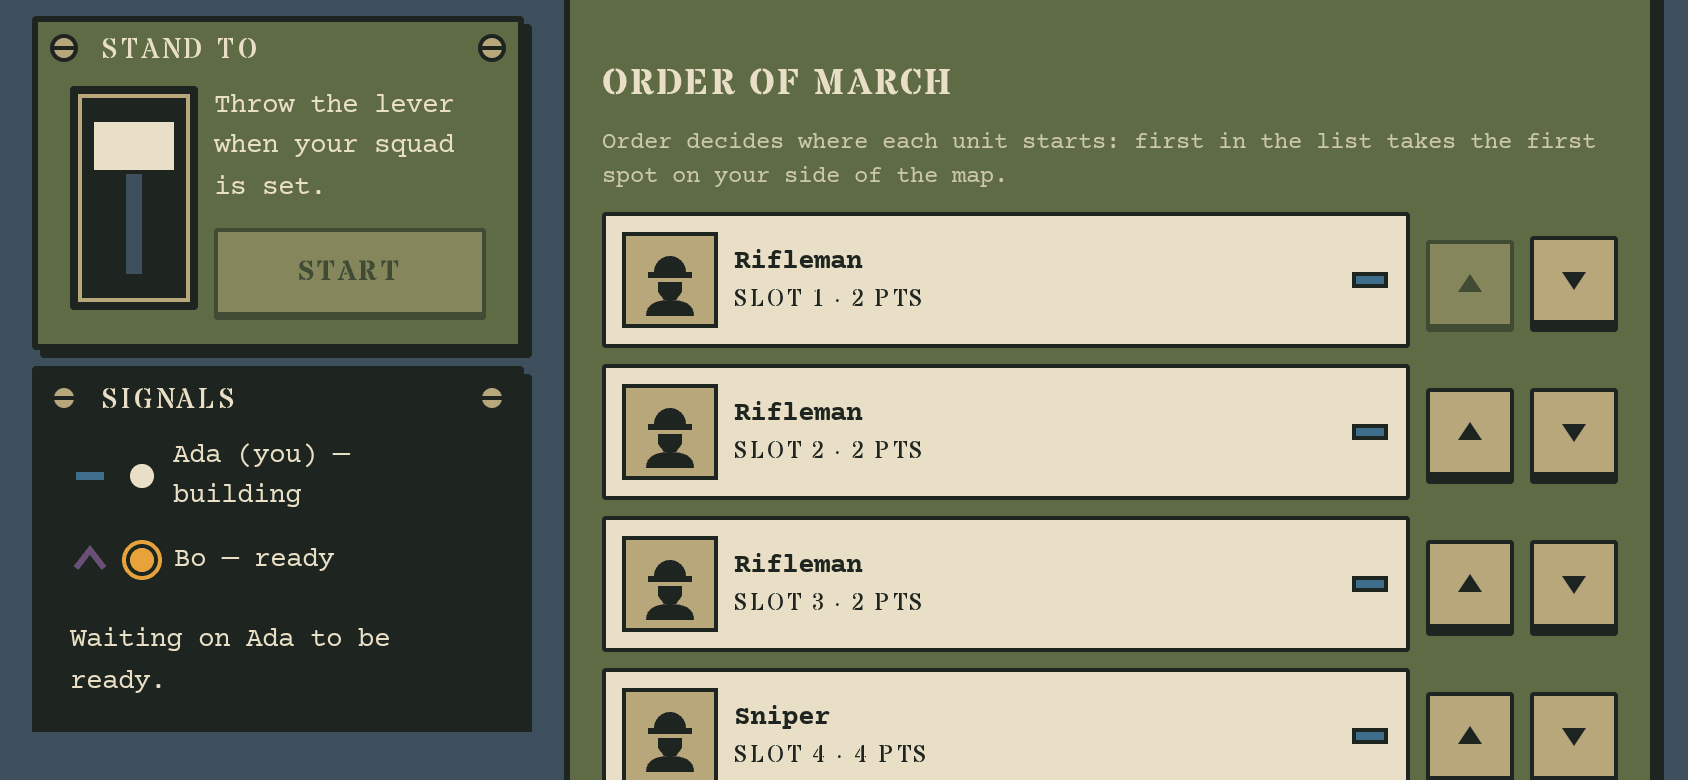 STAND TO
Throw the lever
when your squad
is set.
START
SIGNALS
Ada (you) —
building
Bo — ready
Waiting on Ada to be
ready.
ORDER OF MARCH
Order decides where each unit starts: first in the list takes the first
spot on your side of the map.
Rifleman
SLOT 1 · 2 PTS
Rifleman
SLOT 2 · 2 PTS
Rifleman
SLOT 3 · 2 PTS
Sniper
SLOT 4 · 4 PTS